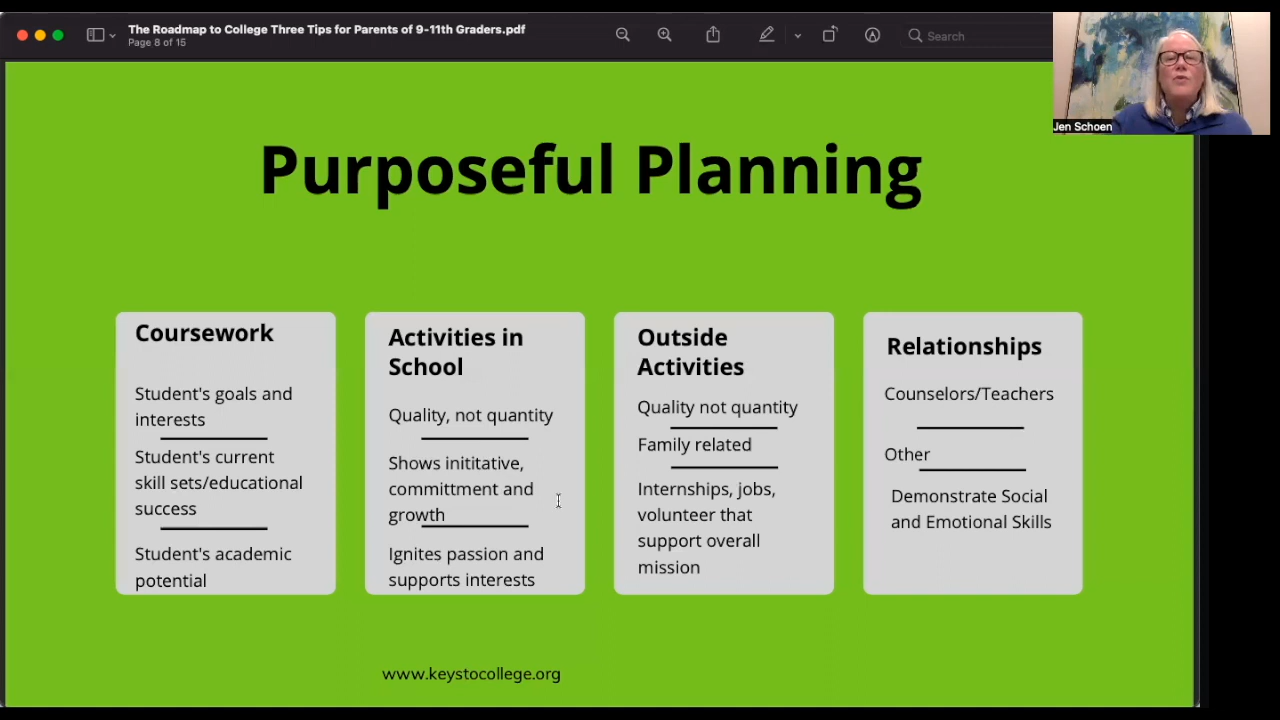 The Roadmap to College Three Tips for Parents of 9-11th Graders.pdf
Page 8 of 15
Search
Jen Schoen
Purposeful Planning
Coursework
Student's goals and
interests
Student's current
skill sets/educational
success
Student's academic
potential
Activities in
School
Quality, not quantity
Shows inititative,
committment and
growth
Ignites passion and
supports interests
Outside
Activities
Quality not quantity
Family related
Internships, jobs,
volunteer that
support overall
mission
Relationships
Counselors/Teachers
Other
Demonstrate Social
and Emotional Skills
www.keystocollege.org